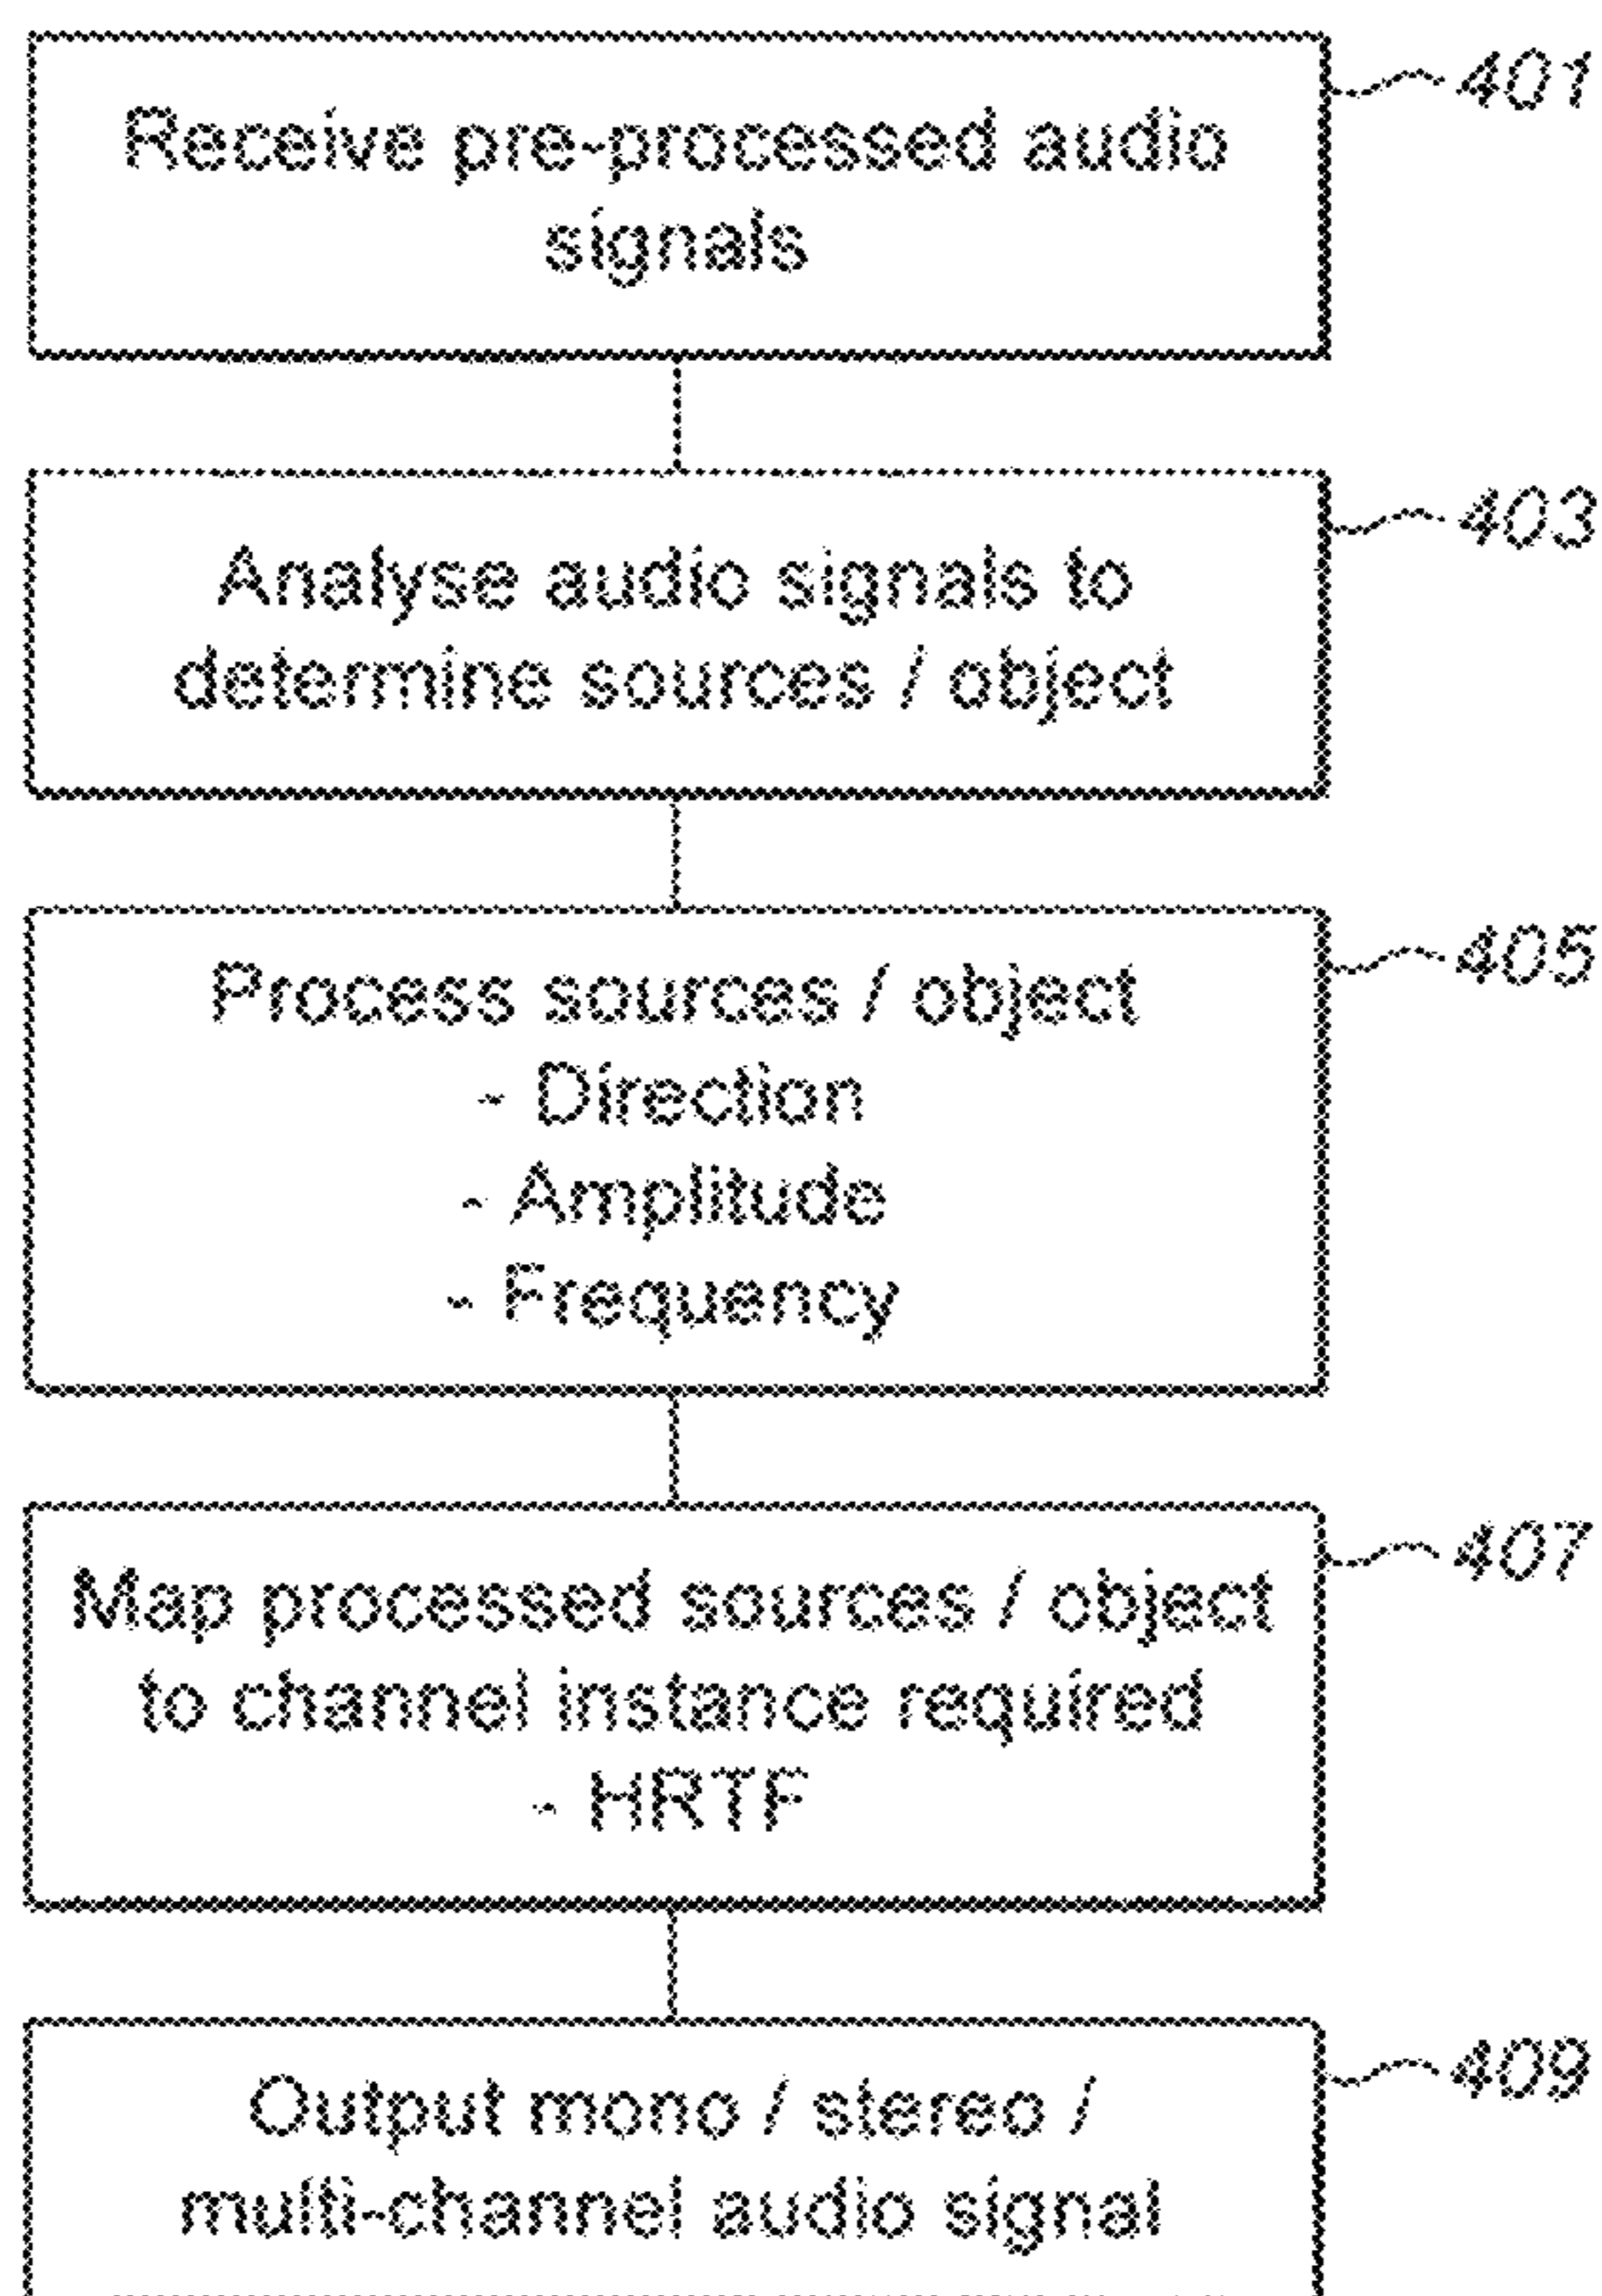 Receive pre-processed audio
signals
401
Analyse audio signals to
determine sources / object
403
Process sources / object
- Direction
- Amplitude
- Frequency
405
Map processed sources / object
to channel instance required
- HRTF
407
Output mono / stereo /
multi-channel audio signal
409